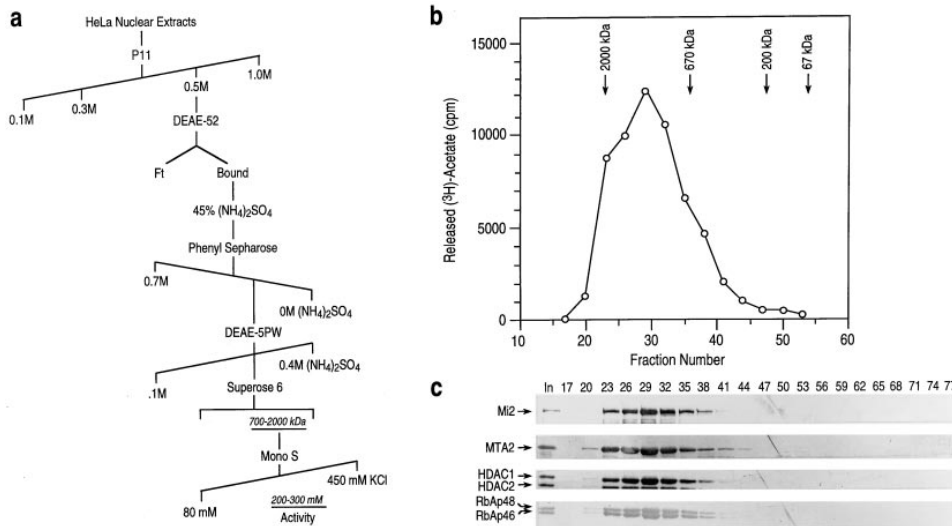 a
HeLa Nuclear Extracts
P11
0.1M 0.3M 0.5M 1.0M
DEAE-52
Ft Bound
45% (NH₄)₂SO₄
Phenyl Sepharose
0.7M
0M (NH₄)₂SO₄
DEAE-5PW
.1M 0.4M (NH₄)₂SO₄
Superose 6
700-2000 kDa
Mono S
80 mM 200-300 mM 450 mM KCl
Activity
b
Released (³H)-Acetate (cpm)
15000
10000
5000
0
2000 kDa
670 kDa
200 kDa
67 kDa
10 20 30 40 50 60
Fraction Number
c
In 17 20 23 26 29 32 35 38 41 44 47 50 53 56 59 62 65 68 71 74
Mi2
MTA2
HDAC1
HDAC2
RbAp48
RbAp46